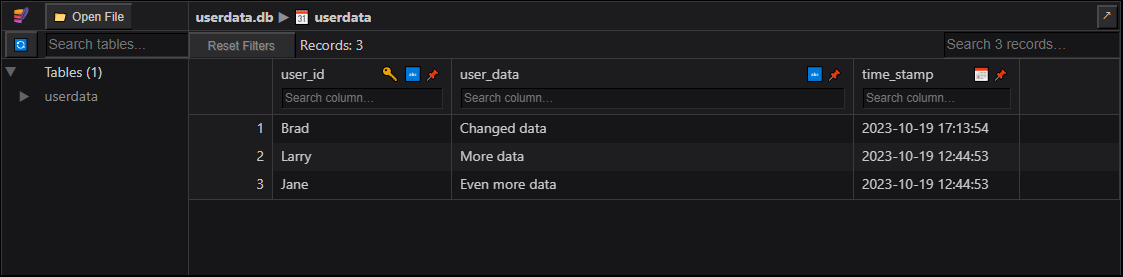 Open File userdata.db ▶ userdata
Search tables... Reset Filters Records: 3 Search 3 records...
Tables (1)
userdata
user_id user_data time_stamp
Search column... Search column... Search column...
1 Brad Changed data 2023-10-19 17:13:54
2 Larry More data 2023-10-19 12:44:53
3 Jane Even more data 2023-10-19 12:44:53